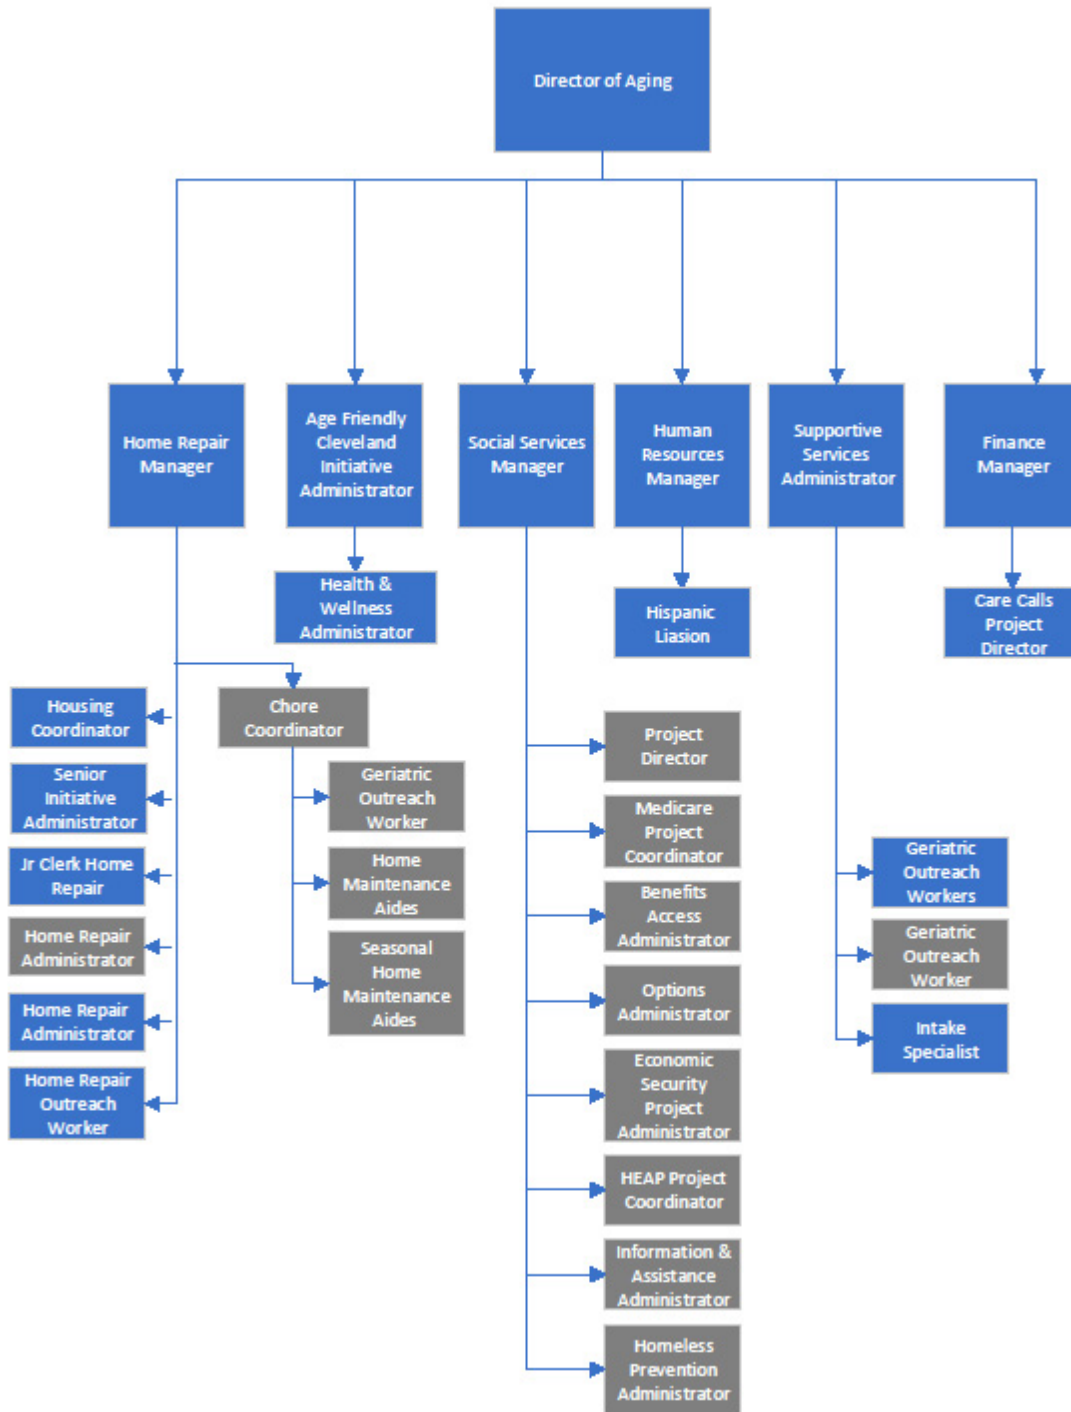 Director of Aging
Home Repair
Manager
Age Friendly
Cleveland
Initiative
Administrator
Social Services
Manager
Human
Resources
Manager
Supportive
Services
Administrator
Finance
Manager
Health &
Wellness
Administrator
Hispanic
Liasion
Care Calls
Project
Director
Housing
Coordinator
Senior
Initiative
Administrator
Jr Clerk Home
Repair
Home Repair
Administrator
Home Repair
Administrator
Home Repair
Outreach
Worker
Chore
Coordinator
Geriatric
Outreach
Worker
Home
Maintenance
Aides
Seasonal
Home
Maintenance
Aides
Project
Director
Medicare
Project
Coordinator
Benefits
Access
Administrator
Options
Administrator
Economic
Security
Project
Administrator
HEAP Project
Coordinator
Information &
Assistance
Administrator
Homeless
Prevention
Administrator
Geriatric
Outreach
Workers
Geriatric
Outreach
Worker
Intake
Specialist